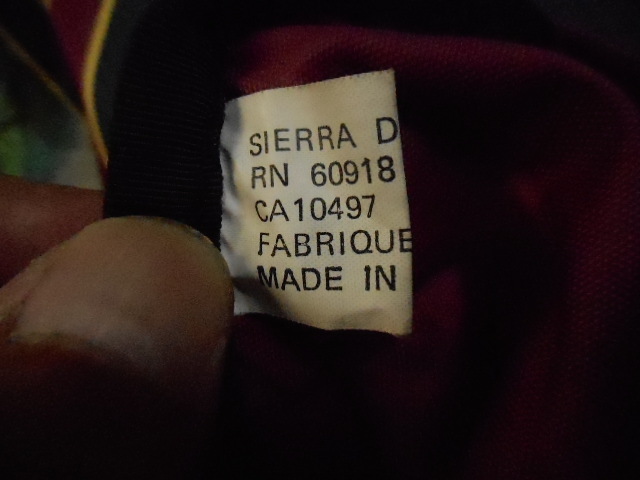 SIERRA D
RN 60918
CA10497
FABRIQUE
MADE IN